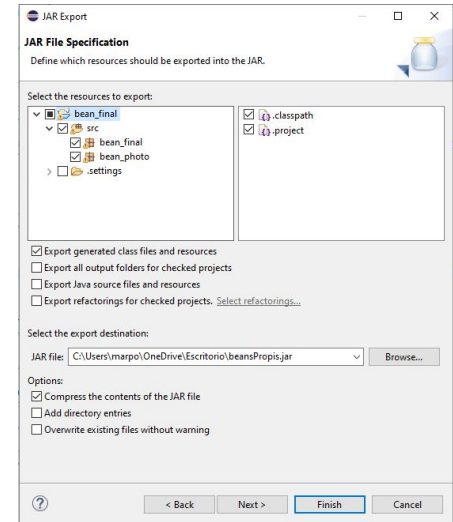 JAR Export
JAR File Specification
Define which resources should be exported into the JAR.
Select the resources to export:
bean_final
src
bean_final
bean_photo
.settings
.classpath
.project
Export generated class files and resources
Export all output folders for checked projects
Export Java source files and resources
Export refactorings for checked projects. Select refactorings...
Select the export destination:
JAR file: C:\Users\marpo\OneDrive\Escritorio\beansPropis.jar Browse...
Options:
Compress the contents of the JAR file
Add directory entries
Overwrite existing files without warning
? < Back Next > Finish Cancel